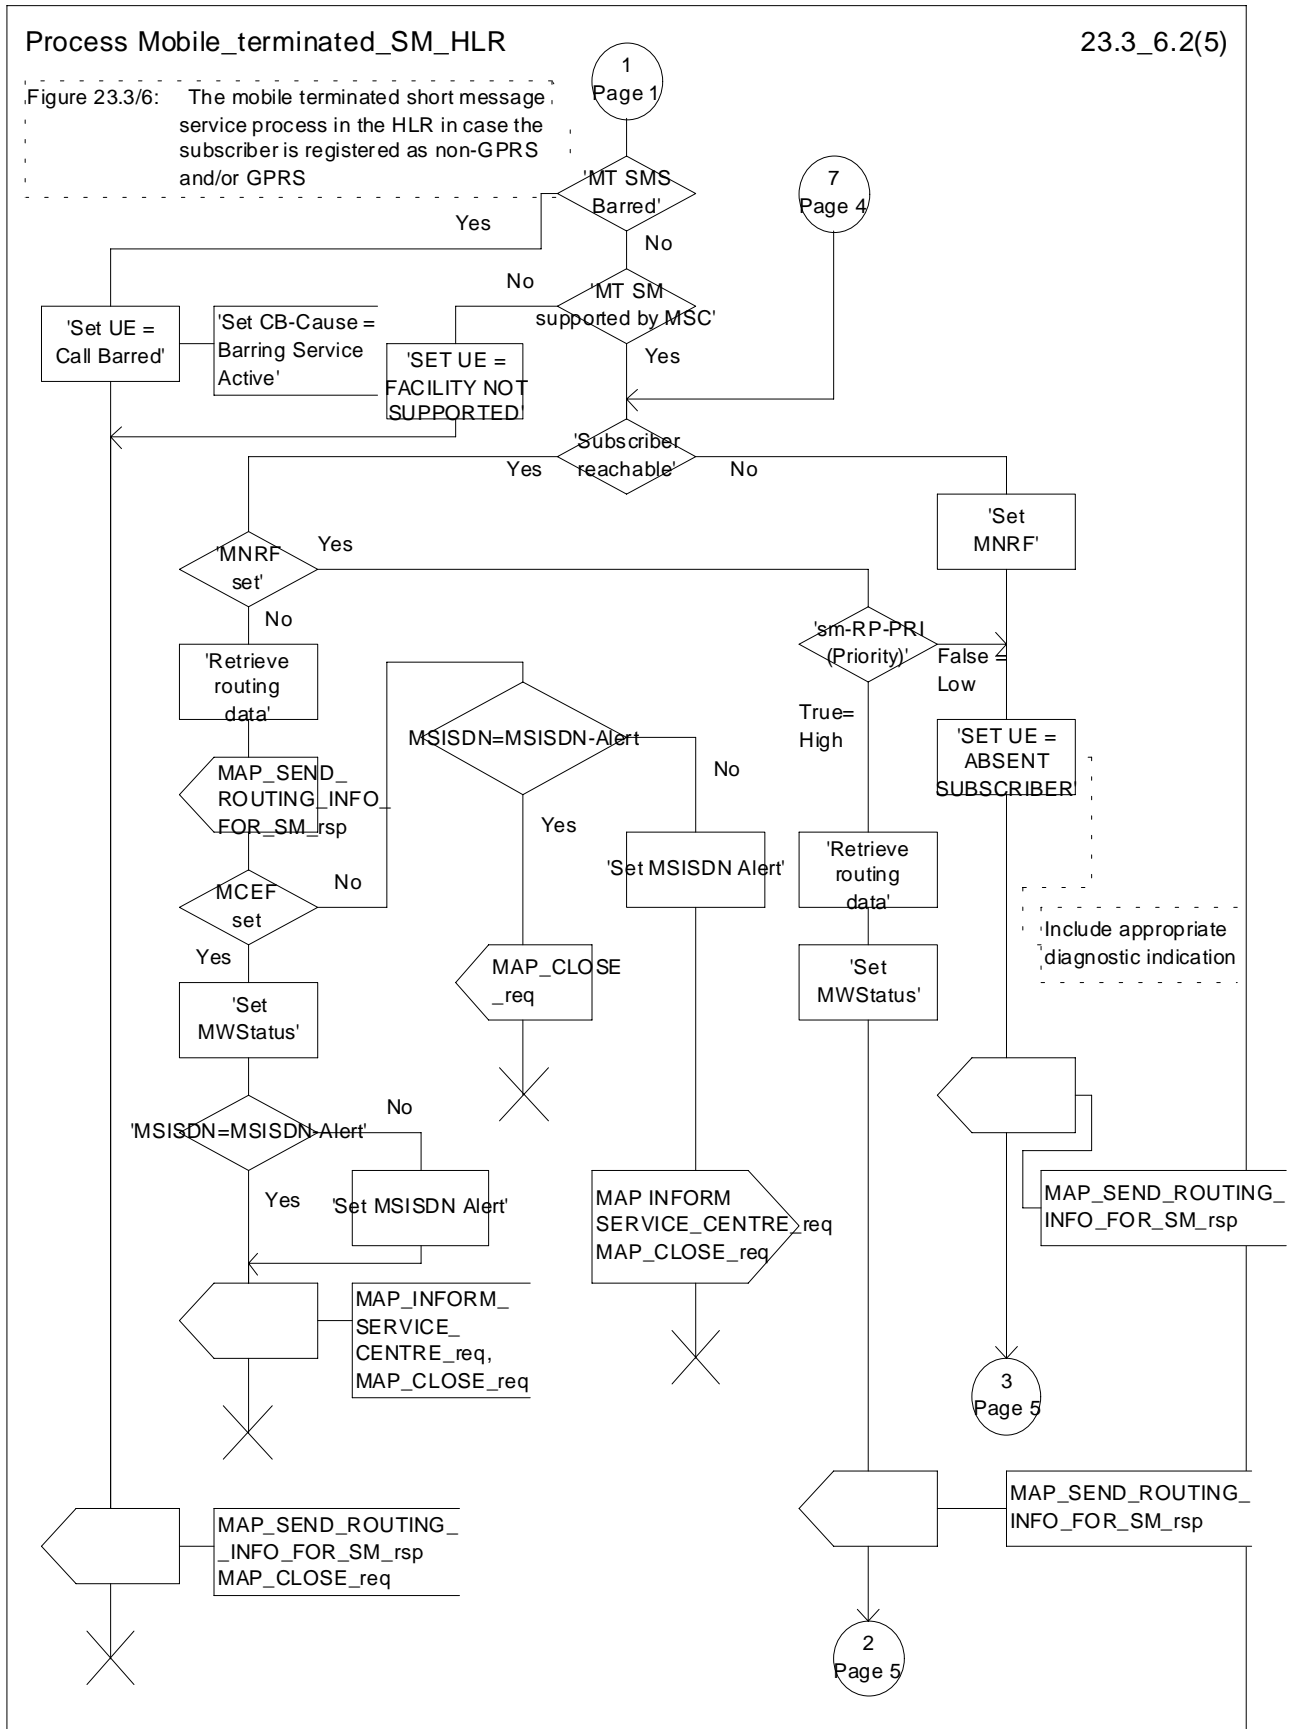 Process Mobile_terminated_SM_HLR
23.3_6.2(5)
1
Page 1
Figure 23.3/6: The mobile terminated short message
service process in the HLR in case the
subscriber is registered as non-GPRS
and/or GPRS
'MT SMS
Barred'
7
Page 4
Yes
No
No
'MT SM
supported by MSC'
'Set UE =
Call Barred'
'Set CB-Cause =
Barring Service
Active'
'SET UE =
FACILITY NOT
SUPPORTED'
Yes
'Subscriber
reachable'
Yes
No
'Set
MNRF'
'MNRF
set'
Yes
No
'sm-RP-PRI
(Priority)'
False =
Low
True=
High
'Retrieve
routing
data'
MSISDN=MSISDN-Alert
'SET UE =
ABSENT
SUBSCRIBER'
MAP_SEND_
ROUTING_INFO_
FOR_SM_rsp
No
Yes
'Set MSISDN Alert'
'Retrieve
routing
data'
MCEF
set
No
Yes
Include appropriate
diagnostic indication
MAP_CLOSE
_req
'Set
MWStatus'
'Set
MWStatus'
'MSISDN=MSISDN-Alert'
No
Yes
'Set MSISDN Alert'
MAP INFORM
SERVICE_CENTRE_req
MAP_CLOSE_req
MAP_SEND_ROUTING_
INFO_FOR_SM_rsp
MAP_INFORM_
SERVICE_
CENTRE_req,
MAP_CLOSE_req
3
Page 5
MAP_SEND_ROUTING_
INFO_FOR_SM_rsp
MAP_SEND_ROUTING_
_INFO_FOR_SM_rsp
MAP_CLOSE_req
2
Page 5